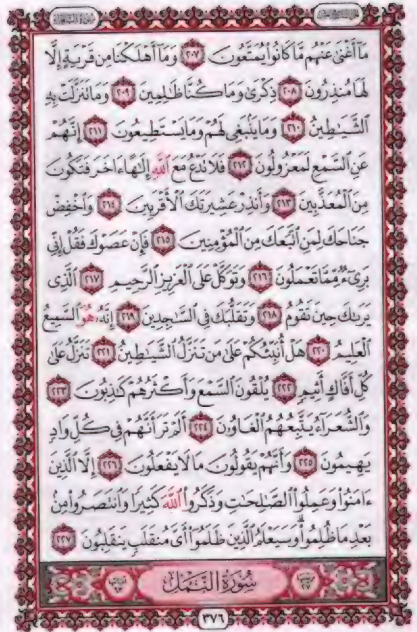 مَآ أَغْنَىٰ عَنْهُم مَّا كَانُوا۟ يُمَتَّعُونَ ٢٠٧ وَمَآ أَهْلَكْنَا مِن قَرْيَةٍ إِلَّا
لَهَا مُنذِرُونَ ٢٠٨ ذِكْرَىٰ وَمَا كُنَّا ظَـٰلِمِينَ ٢٠٩ وَمَا تَنَزَّلَتْ بِهِ
ٱلشَّيَـٰطِينُ ٢١٠ وَمَا يَنۢبَغِى لَهُمْ وَمَا يَسْتَطِيعُونَ ٢١١ إِنَّهُمْ
عَنِ ٱلسَّمْعِ لَمَعْزُولُونَ ٢١٢ فَلَا تَدْعُ مَعَ ٱللَّهِ إِلَـٰهًا ءَاخَرَ فَتَكُونَ
مِنَ ٱلْمُعَذَّبِينَ ٢١٣ وَأَنذِرْ عَشِيرَتَكَ ٱلْأَقْرَبِينَ ٢١٤ وَٱخْفِضْ
جَنَاحَكَ لِمَنِ ٱتَّبَعَكَ مِنَ ٱلْمُؤْمِنِينَ ٢١٥ فَإِنْ عَصَوْكَ فَقُلْ إِنِّى
بَرِىٓءٌ مِّمَّا تَعْمَلُونَ ٢١٦ وَتَوَكَّلْ عَلَى ٱلْعَزِيزِ ٱلرَّحِيمِ ٢١٧ ٱلَّذِى
يَرَىٰكَ حِينَ تَقُومُ ٢١٨ وَتَقَلُّبَكَ فِى ٱلسَّـٰجِدِينَ ٢١٩ إِنَّهُۥ هُوَ ٱلسَّمِيعُ
ٱلْعَلِيمُ ٢٢٠ هَلْ أُنَبِّئُكُمْ عَلَىٰ مَن تَنَزَّلُ ٱلشَّيَـٰطِينُ ٢٢١ تَنَزَّلُ عَلَىٰ
كُلِّ أَفَّاكٍ أَثِيمٍ ٢٢٢ يُلْقُونَ ٱلسَّمْعَ وَأَكْثَرُهُمْ كَـٰذِبُونَ ٢٢٣
وَٱلشُّعَرَآءُ يَتَّبِعُهُمُ ٱلْغَاوُۥنَ ٢٢٤ أَلَمْ تَرَ أَنَّهُمْ فِى كُلِّ وَادٍ
يَهِيمُونَ ٢٢٥ وَأَنَّهُمْ يَقُولُونَ مَا لَا يَفْعَلُونَ ٢٢٦ إِلَّا ٱلَّذِينَ
ءَامَنُوا۟ وَعَمِلُوا۟ ٱلصَّـٰلِحَـٰتِ وَذَكَرُوا۟ ٱللَّهَ كَثِيرًا وَٱنتَصَرُوا۟ مِنۢ
بَعْدِ مَا ظُلِمُوا۟ وَسَيَعْلَمُ ٱلَّذِينَ ظَلَمُوٓا۟ أَىَّ مُنقَلَبٍ يَنقَلِبُونَ ٢٢٧
سُورَةُ النَّمْلِ
٣٧٦